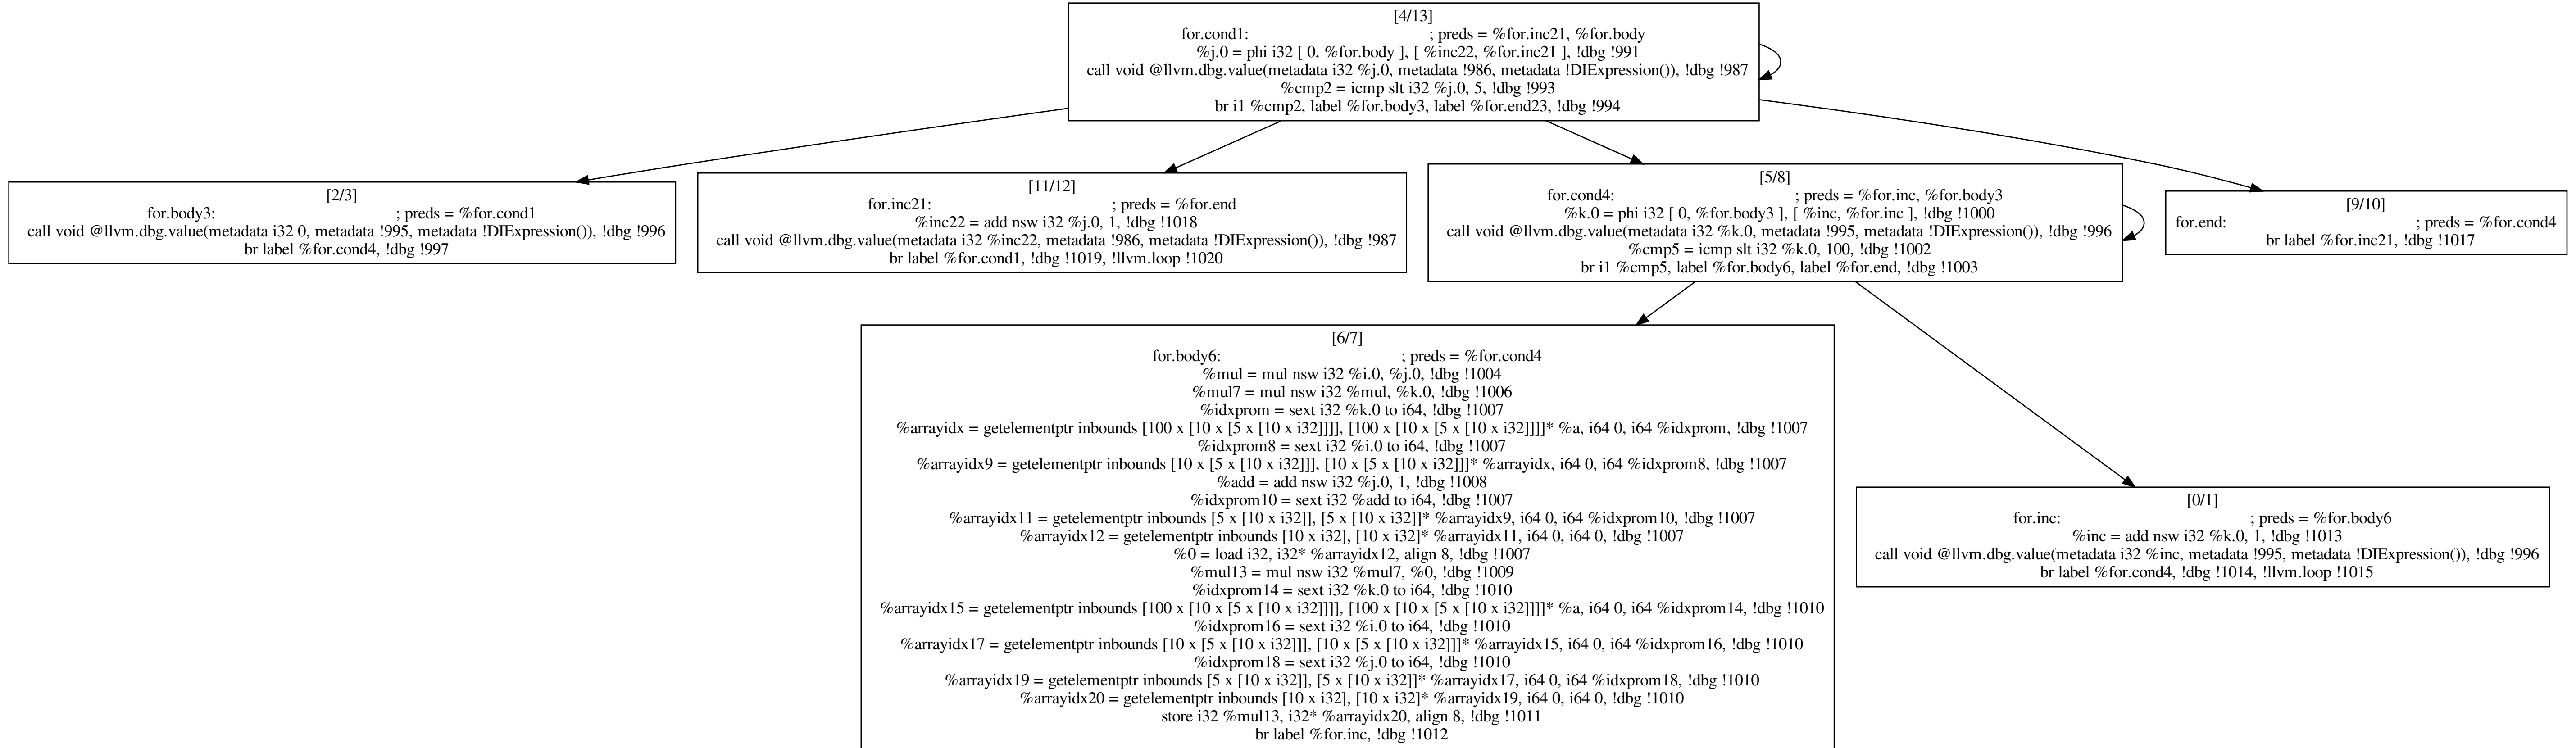 [4/13]
for.cond1: ; preds = %for.inc21, %for.body
%j.0 = phi i32 [ 0, %for.body ], [ %inc22, %for.inc21 ], !dbg !991
call void @llvm.dbg.value(metadata i32 %j.0, metadata !986, metadata !DIExpression()), !dbg !987
%cmp2 = icmp slt i32 %j.0, 5, !dbg !993
br i1 %cmp2, label %for.body3, label %for.end23, !dbg !994
[2/3]
for.body3: ; preds = %for.cond1
call void @llvm.dbg.value(metadata i32 0, metadata !995, metadata !DIExpression()), !dbg !996
br label %for.cond4, !dbg !997
[11/12]
for.inc21: ; preds = %for.end
%inc22 = add nsw i32 %j.0, 1, !dbg !1018
call void @llvm.dbg.value(metadata i32 %inc22, metadata !986, metadata !DIExpression()), !dbg !987
br label %for.cond1, !dbg !1019, !llvm.loop !1020
[5/8]
for.cond4: ; preds = %for.inc, %for.body3
%k.0 = phi i32 [ 0, %for.body3 ], [ %inc, %for.inc ], !dbg !1000
call void @llvm.dbg.value(metadata i32 %k.0, metadata !995, metadata !DIExpression()), !dbg !996
%cmp5 = icmp slt i32 %k.0, 100, !dbg !1002
br i1 %cmp5, label %for.body6, label %for.end, !dbg !1003
[9/10]
for.end: ; preds = %for.cond4
br label %for.inc21, !dbg !1017
[6/7]
for.body6: ; preds = %for.cond4
%mul = mul nsw i32 %i.0, %j.0, !dbg !1004
%mul7 = mul nsw i32 %mul, %k.0, !dbg !1006
%idxprom = sext i32 %k.0 to i64, !dbg !1007
%arrayidx = getelementptr inbounds [100 x [10 x [5 x [10 x i32]]]], [100 x [10 x [5 x [10 x i32]]]]* %a, i64 0, i64 %idxprom, !dbg !1007
%idxprom8 = sext i32 %i.0 to i64, !dbg !1007
%arrayidx9 = getelementptr inbounds [10 x [5 x [10 x i32]]], [10 x [5 x [10 x i32]]]* %arrayidx, i64 0, i64 %idxprom8, !dbg !1007
%add = add nsw i32 %j.0, 1, !dbg !1008
%idxprom10 = sext i32 %add to i64, !dbg !1007
%arrayidx11 = getelementptr inbounds [5 x [10 x i32]], [5 x [10 x i32]]* %arrayidx9, i64 0, i64 %idxprom10, !dbg !1007
%arrayidx12 = getelementptr inbounds [10 x i32], [10 x i32]* %arrayidx11, i64 0, i64 0, !dbg !1007
%0 = load i32, i32* %arrayidx12, align 8, !dbg !1007
%mul13 = mul nsw i32 %mul7, %0, !dbg !1009
%idxprom14 = sext i32 %k.0 to i64, !dbg !1010
%arrayidx15 = getelementptr inbounds [100 x [10 x [5 x [10 x i32]]]], [100 x [10 x [5 x [10 x i32]]]]* %a, i64 0, i64 %idxprom14, !dbg !1010
%idxprom16 = sext i32 %i.0 to i64, !dbg !1010
%arrayidx17 = getelementptr inbounds [10 x [5 x [10 x i32]]], [10 x [5 x [10 x i32]]]* %arrayidx15, i64 0, i64 %idxprom16, !dbg !1010
%idxprom18 = sext i32 %j.0 to i64, !dbg !1010
%arrayidx19 = getelementptr inbounds [5 x [10 x i32]], [5 x [10 x i32]]* %arrayidx17, i64 0, i64 %idxprom18, !dbg !1010
%arrayidx20 = getelementptr inbounds [10 x i32], [10 x i32]* %arrayidx19, i64 0, i64 0, !dbg !1010
store i32 %mul13, i32* %arrayidx20, align 8, !dbg !1011
br label %for.inc, !dbg !1012
[0/1]
for.inc: ; preds = %for.body6
%inc = add nsw i32 %k.0, 1, !dbg !1013
call void @llvm.dbg.value(metadata i32 %inc, metadata !995, metadata !DIExpression()), !dbg !996
br label %for.cond4, !dbg !1014, !llvm.loop !1015